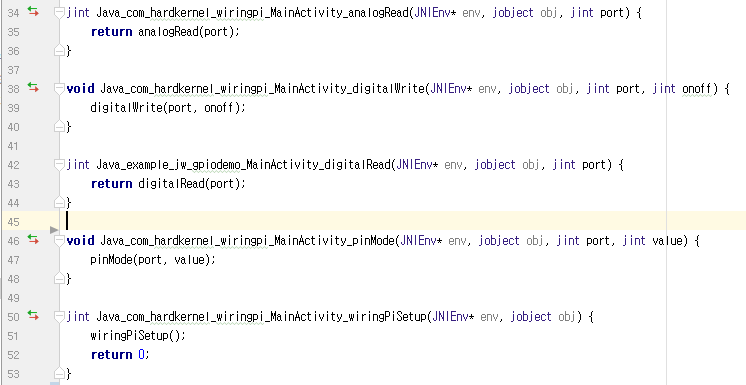 34 jint Java_com_hardkernel_wiringpi_MainActivity_analogRead(JNIEnv* env, jobject obj, jint port) {
35     return analogRead(port);
36 }
37
38 void Java_com_hardkernel_wiringpi_MainActivity_digitalWrite(JNIEnv* env, jobject obj, jint port, jint onoff) {
39     digitalWrite(port, onoff);
40 }
41
42 jint Java_example_jw_gpiodemo_MainActivity_digitalRead(JNIEnv* env, jobject obj, jint port) {
43     return digitalRead(port);
44 }
45
46 void Java_com_hardkernel_wiringpi_MainActivity_pinMode(JNIEnv* env, jobject obj, jint port, jint value) {
47     pinMode(port, value);
48 }
49
50 jint Java_com_hardkernel_wiringpi_MainActivity_wiringPiSetup(JNIEnv* env, jobject obj) {
51     wiringPiSetup();
52     return 0;
53 }